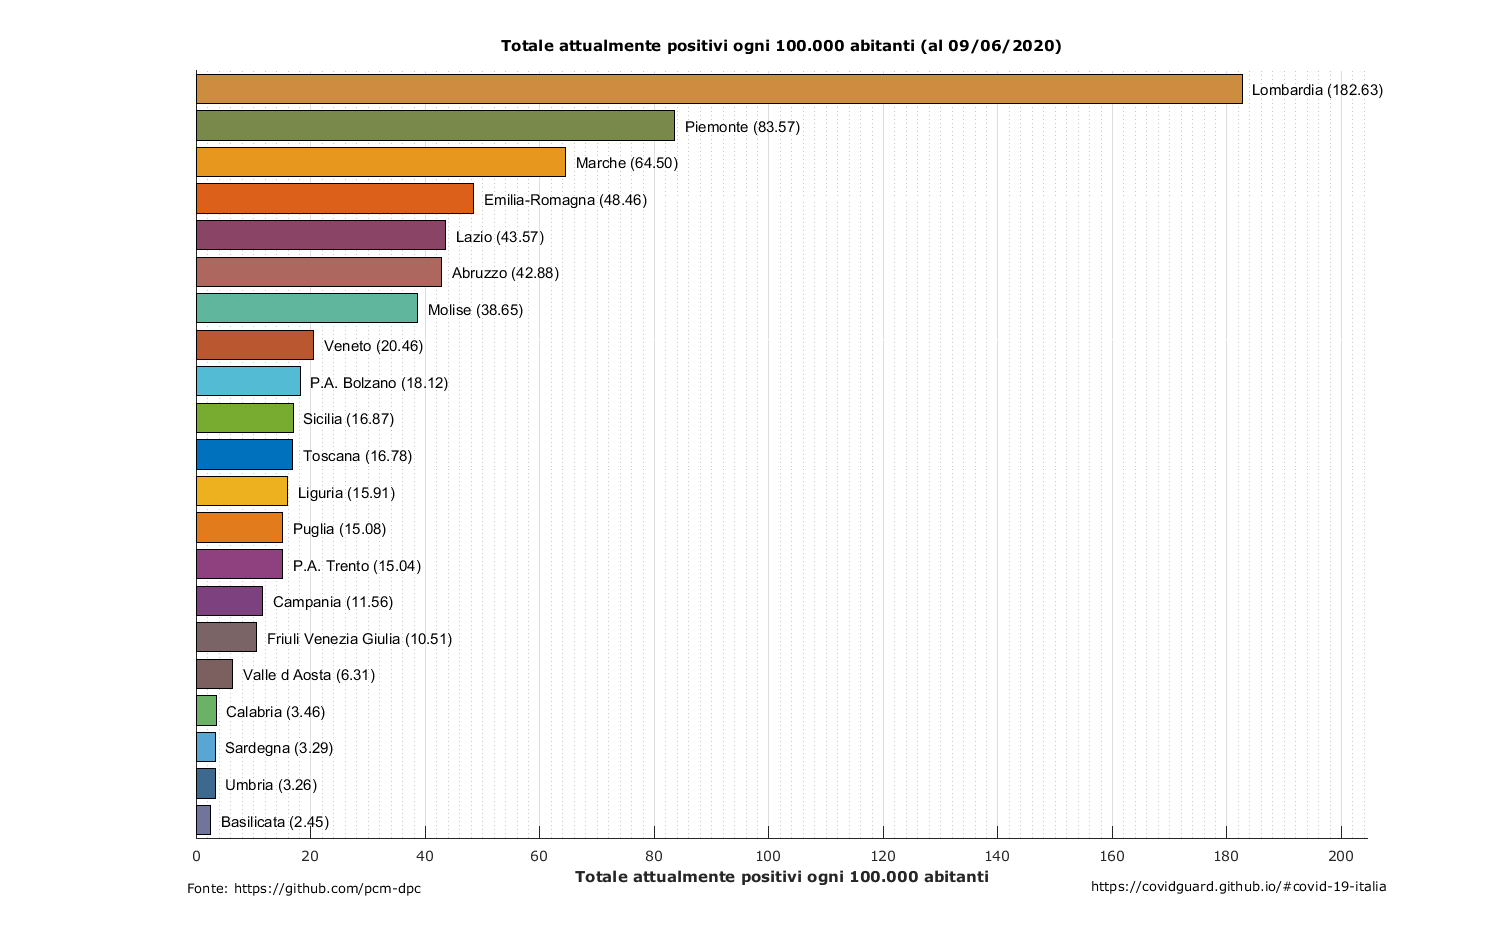 Totale attualmente positivi ogni 100.000 abitanti (al 09/06/2020)
Lombardia (182.63)
Piemonte (83.57)
Marche (64.50)
Emilia-Romagna (48.46)
Lazio (43.57)
Abruzzo (42.88)
Molise (38.65)
Veneto (20.46)
P.A. Bolzano (18.12)
Sicilia (16.87)
Toscana (16.78)
Liguria (15.91)
Puglia (15.08)
P.A. Trento (15.04)
Campania (11.56)
Friuli Venezia Giulia (10.51)
Valle d Aosta (6.31)
Calabria (3.46)
Sardegna (3.29)
Umbria (3.26)
Basilicata (2.45)
0 20 40 60 80 100 120 140 160 180 200
Totale attualmente positivi ogni 100.000 abitanti
Fonte: https://github.com/pcm-dpc
https://covidguard.github.io/#covid-19-italia